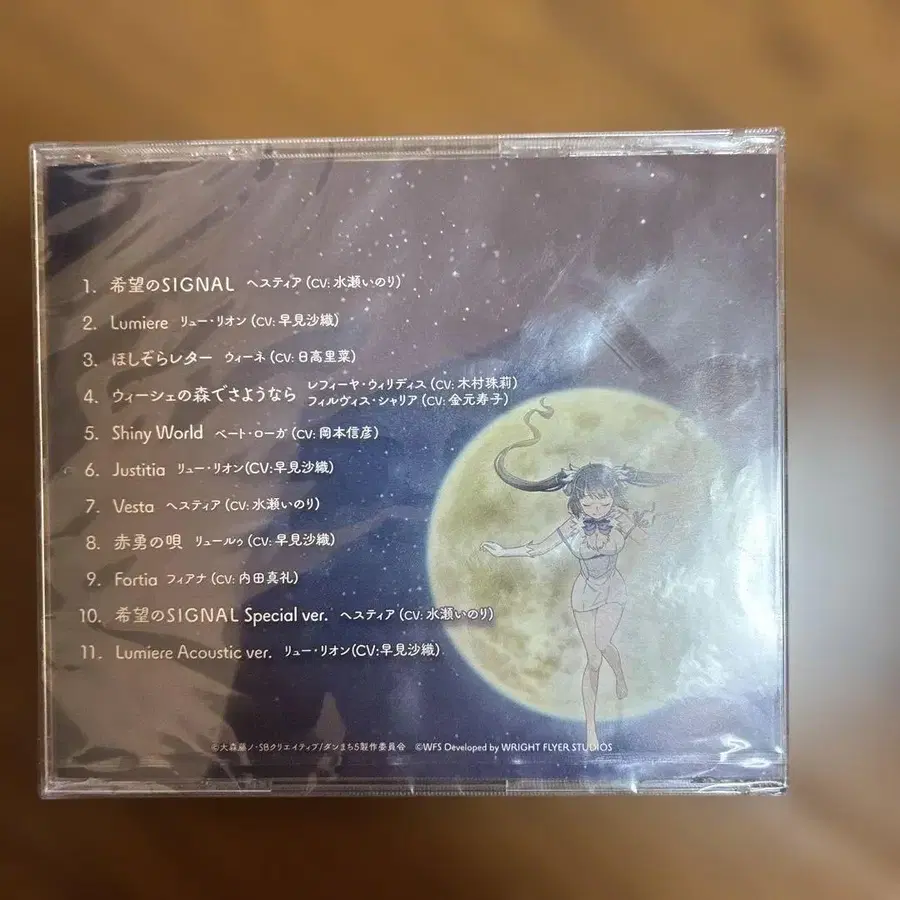 1. 希望のSIGNAL ヘスティア (CV: 水瀬いのり)
2. Lumiere リュー・リオン (CV: 早見沙織)
3. ほしぞらレター ウィーネ (CV: 日高里菜)
4. ウィーシェの森でさようなら レフィーヤ・ウィリディス (CV: 木村珠莉)
フィルヴィス・シャリア (CV: 金元寿子)
5. Shiny World ベート・ローガ (CV: 岡本信彦)
6. Justitia リュー・リオン(CV:早見沙織)
7. Vesta ヘスティア (CV: 水瀬いのり)
8. 赤勇の唄 リュールゥ (CV: 早見沙織)
9. Fortia フィアナ (CV: 内田真礼)
10. 希望のSIGNAL Special ver. ヘスティア (CV: 水瀬いのり)
11. Lumiere Acoustic ver. リュー・リオン(CV:早見沙織)
©大森藤ノ・SBクリエイティブ/ダンまち5製作委員会 ©WFS Developed by WRIGHT FLYER STUDIOS